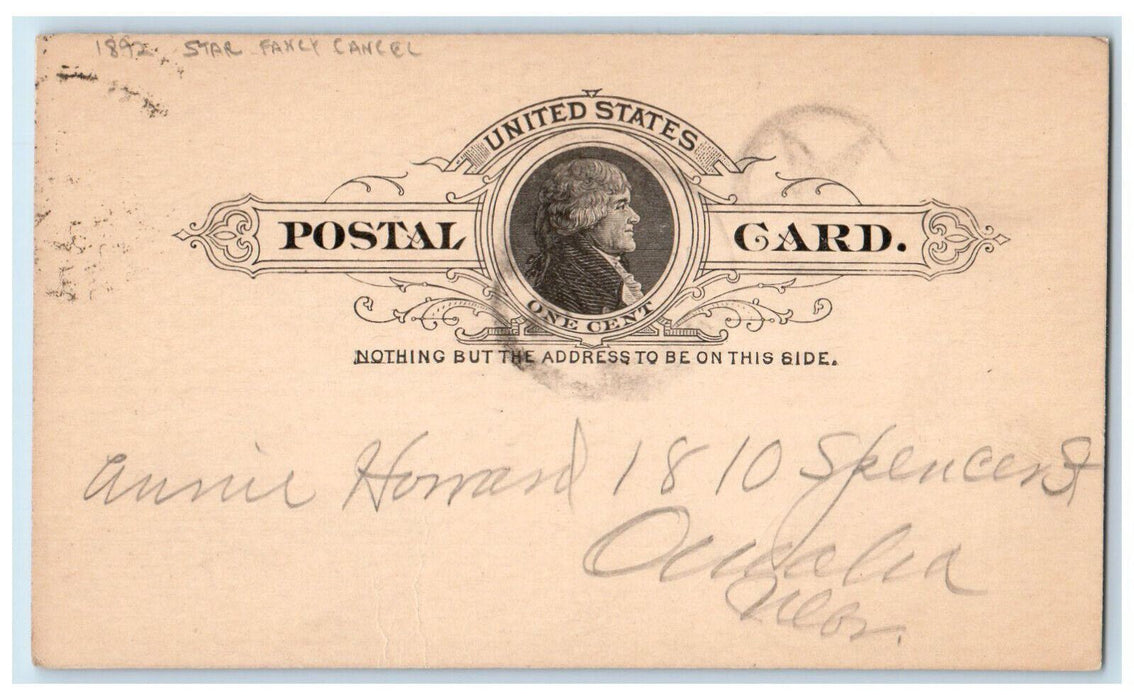 1892 STAR FANCY CANCEL
UNITED STATES
POSTAL CARD.
ONE CENT
NOTHING BUT THE ADDRESS TO BE ON THIS SIDE.
Annie Howard 1810 Spencer St
Omaha
Neb.